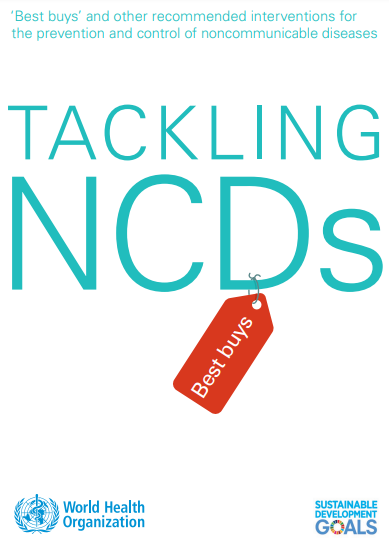 ‘Best buys’ and other recommended interventions for
the prevention and control of noncommunicable diseases
TACKLING
NCDs
Best buys
World Health
Organization
SUSTAINABLE
DEVELOPMENT
GOALS